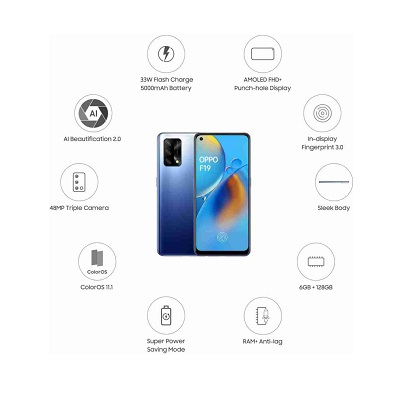 33W Flash Charge
5000mAh Battery
AMOLED FHD+
Punch-hole Display
AI
AI Beautification 2.0
In-display
Fingerprint 3.0
OPPO
F19
48MP Triple Camera
Sleek Body
ColorOS
ColorOS 11.1
6GB + 128GB
Super Power
Saving Mode
RAM+ Anti-lag